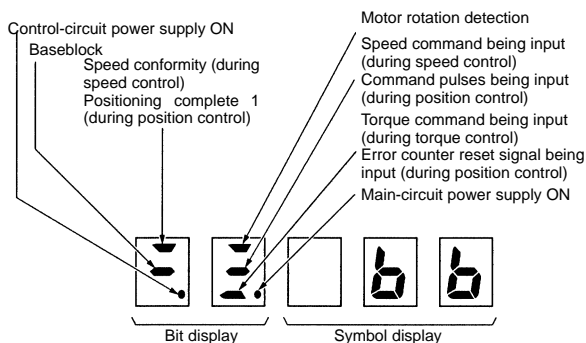 Control-circuit power supply ON
Baseblock
Speed conformity (during
speed control)
Positioning complete 1
(during position control)
Motor rotation detection
Speed command being input
(during speed control)
Command pulses being input
(during position control)
Torque command being input
(during torque control)
Error counter reset signal being
input (during position control)
Main-circuit power supply ON
bb
Bit display
Symbol display